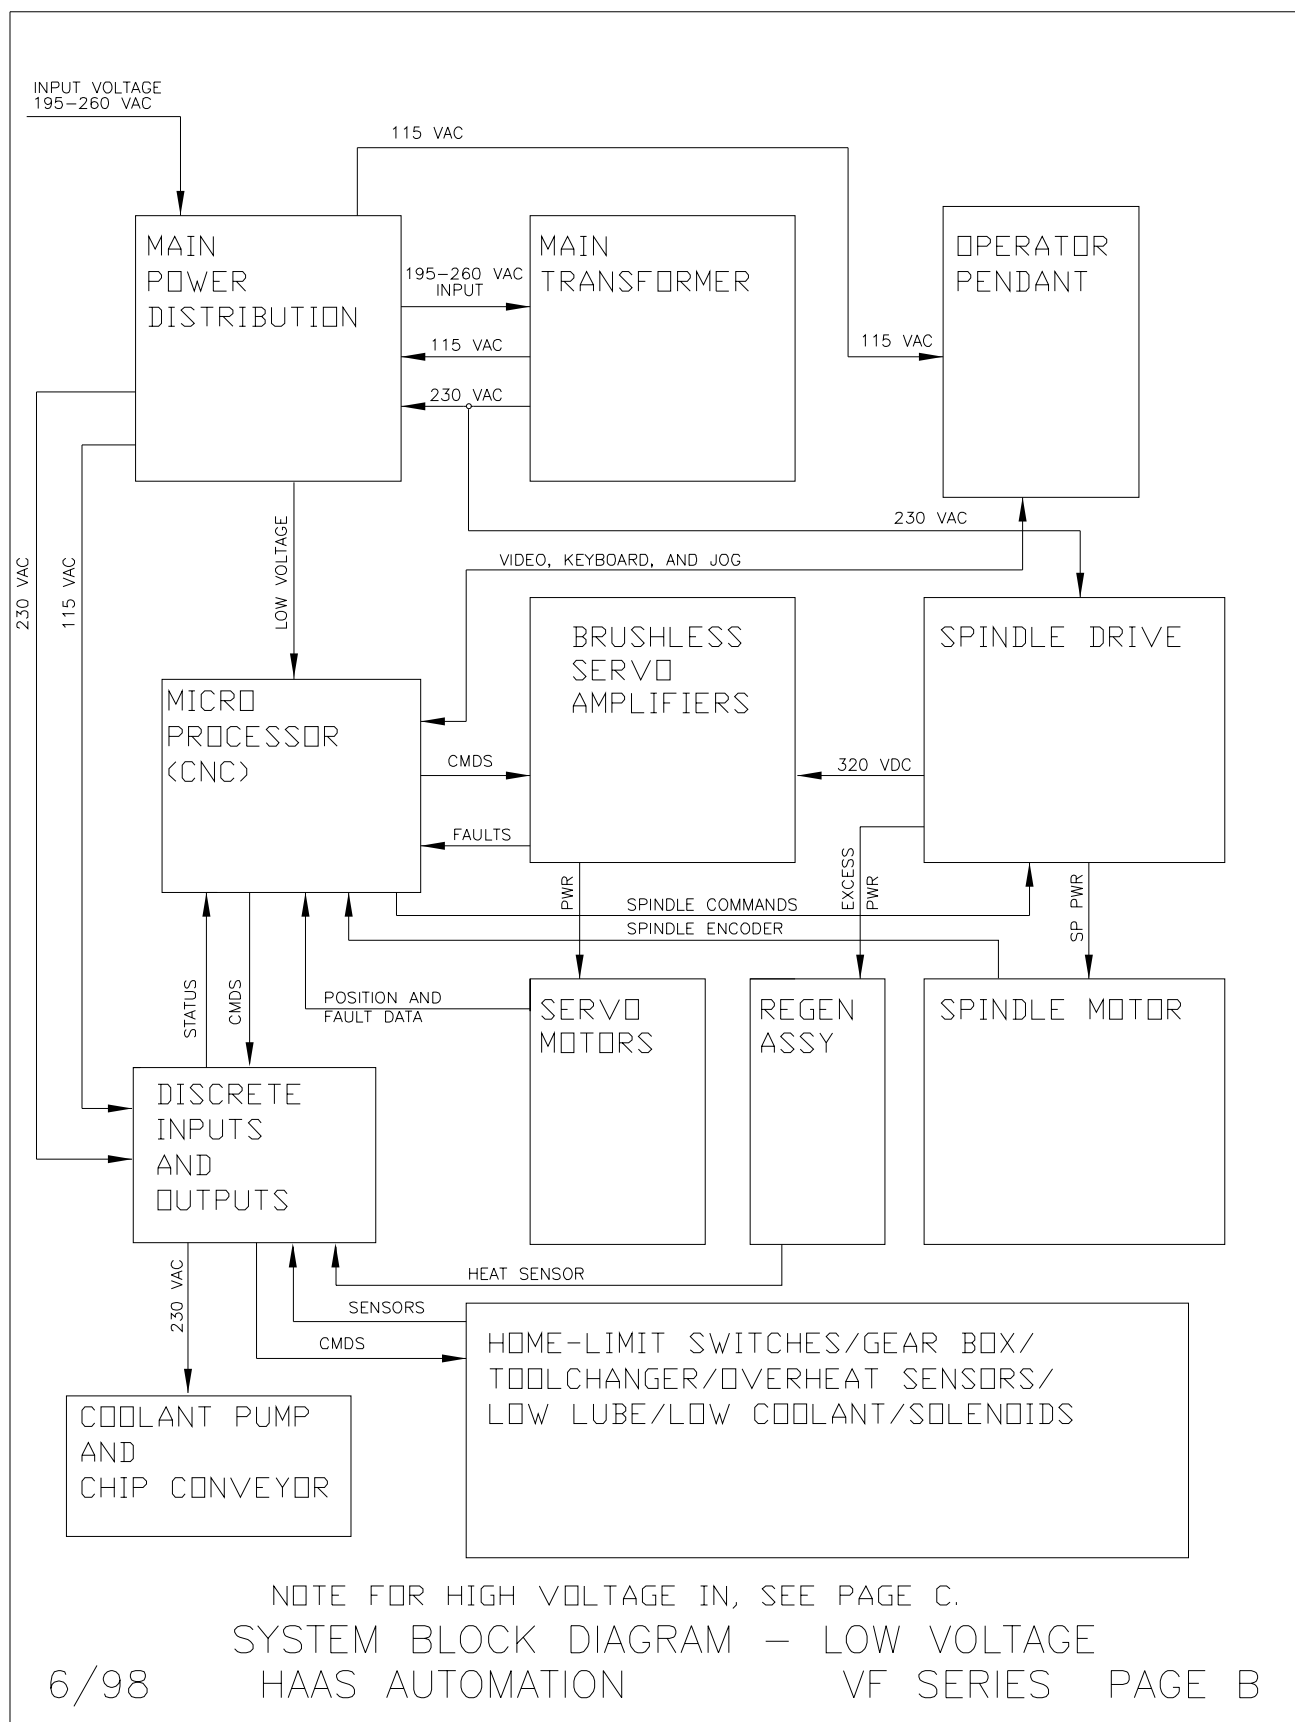 INPUT VOLTAGE
195-260 VAC
115 VAC
MAIN
POWER
DISTRIBUTION
195-260 VAC
INPUT
115 VAC
230 VAC
MAIN
TRANSFORMER
115 VAC
OPERATOR
PENDANT
230 VAC
VIDEO, KEYBOARD, AND JOG
230 VAC
115 VAC
LOW VOLTAGE
MICRO
PROCESSOR
(CNC)
CMDS
FAULTS
BRUSHLESS
SERVO
AMPLIFIERS
320 VDC
SPINDLE DRIVE
PWR
EXCESS
PWR
SP PWR
SPINDLE COMMANDS
SPINDLE ENCODER
STATUS
CMDS
POSITION AND
FAULT DATA
SERVO
MOTORS
REGEN
ASSY
SPINDLE MOTOR
DISCRETE
INPUTS
AND
OUTPUTS
HEAT SENSOR
SENSORS
CMDS
230 VAC
HOME-LIMIT SWITCHES/GEAR BOX/
TOOLCHANGER/OVERHEAT SENSORS/
LOW LUBE/LOW COOLANT/SOLENOIDS
COOLANT PUMP
AND
CHIP CONVEYOR
NOTE FOR HIGH VOLTAGE IN, SEE PAGE C.
SYSTEM BLOCK DIAGRAM - LOW VOLTAGE
6/98 HAAS AUTOMATION VF SERIES PAGE B